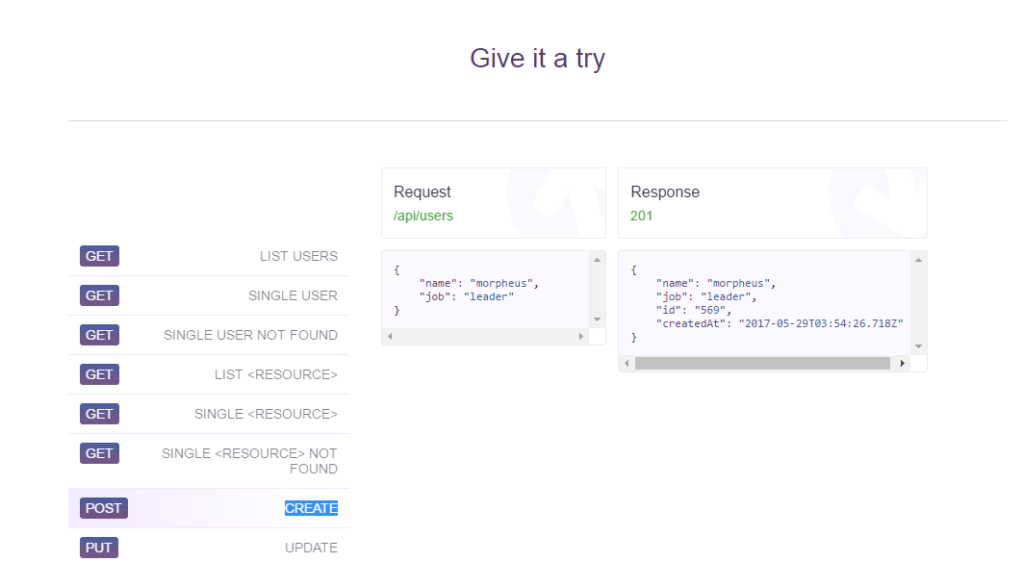 Give it a try
Request
/api/users
Response
201
{
    "name": "morpheus",
    "job": "leader"
}
{
    "name": "morpheus",
    "job": "leader",
    "id": "569",
    "createdAt": "2017-05-29T03:54:26.718Z"
}
GET LIST USERS
GET SINGLE USER
GET SINGLE USER NOT FOUND
GET LIST <RESOURCE>
GET SINGLE <RESOURCE>
GET SINGLE <RESOURCE> NOT
FOUND
POST CREATE
PUT UPDATE